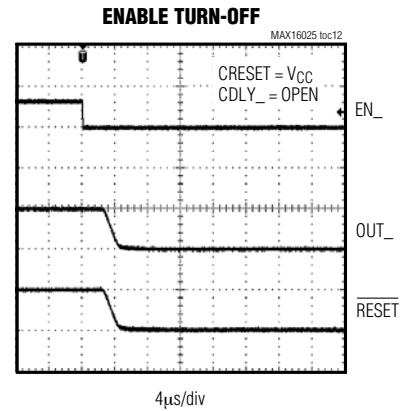 ENABLE TURN-OFF
MAX16025 toc12
CRESET = VCC
CDLY_ = OPEN
EN_
OUT_
RESET
4µs/div